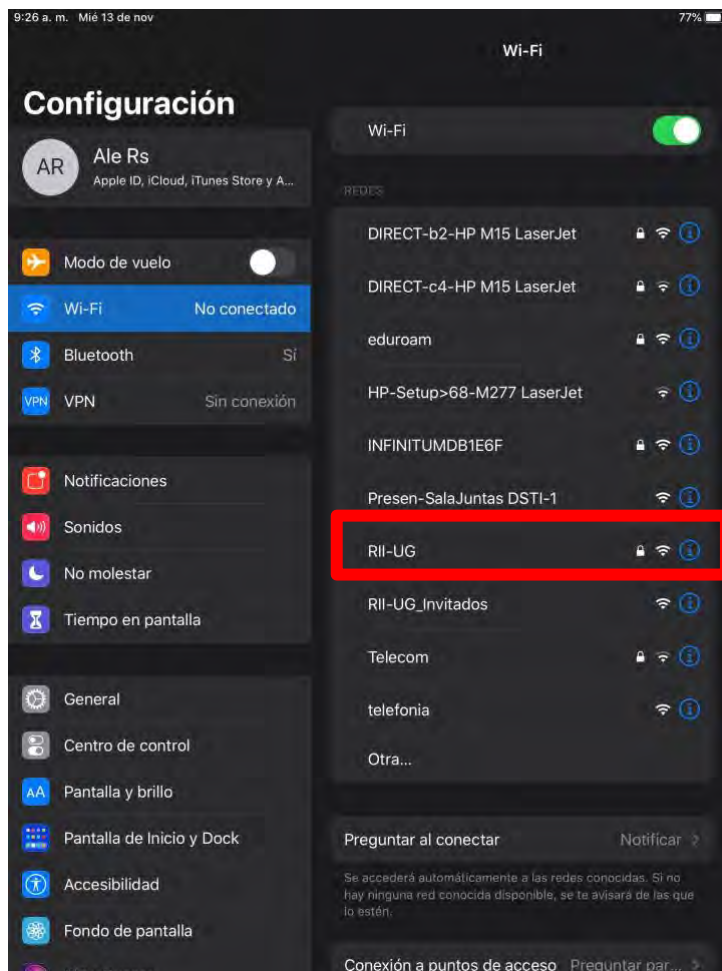 9:26 a. m. Mié 13 de nov
77%
Wi-Fi
Configuración
AR
Ale Rs
Apple ID, iCloud, iTunes Store y A...
Modo de vuelo
Wi-Fi No conectado
Bluetooth Sí
VPN VPN Sin conexión
Notificaciones
Sonidos
No molestar
Tiempo en pantalla
General
Centro de control
AA Pantalla y brillo
Pantalla de Inicio y Dock
Accesibilidad
Fondo de pantalla
Wi-Fi
REDES
DIRECT-b2-HP M15 LaserJet
DIRECT-c4-HP M15 LaserJet
eduroam
HP-Setup>68-M277 LaserJet
INFINITUMDB1E6F
Presen-SalaJuntas DSTI-1
RII-UG
RII-UG_Invitados
Telecom
telefonia
Otra...
Preguntar al conectar Notificar
Se accederá automáticamente a las redes conocidas. Si no
hay ninguna red conocida disponible, se te avisará de las que
lo estén.
Conexión a puntos de acceso Preguntar par...